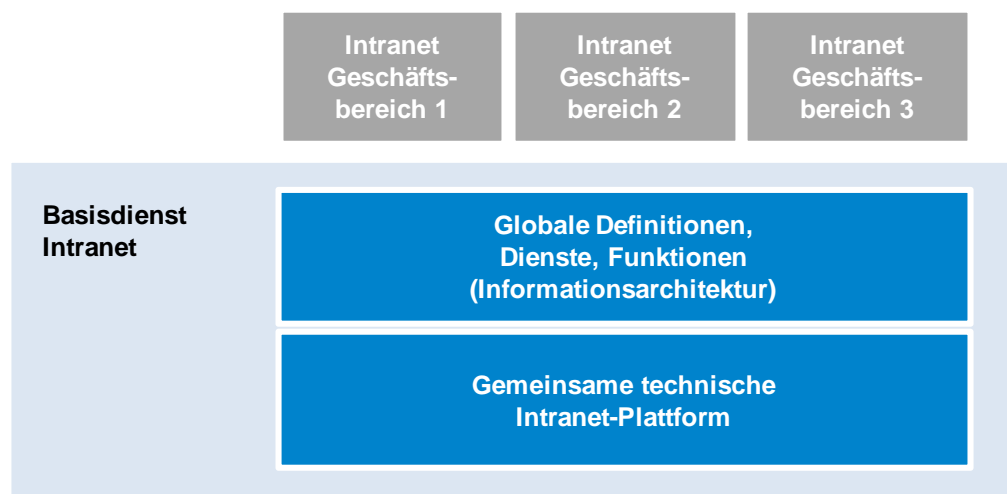 Intranet
Geschäfts-
bereich 1
Intranet
Geschäfts-
bereich 2
Intranet
Geschäfts-
bereich 3
Basisdienst
Intranet
Globale Definitionen,
Dienste, Funktionen
(Informationsarchitektur)
Gemeinsame technische
Intranet-Plattform